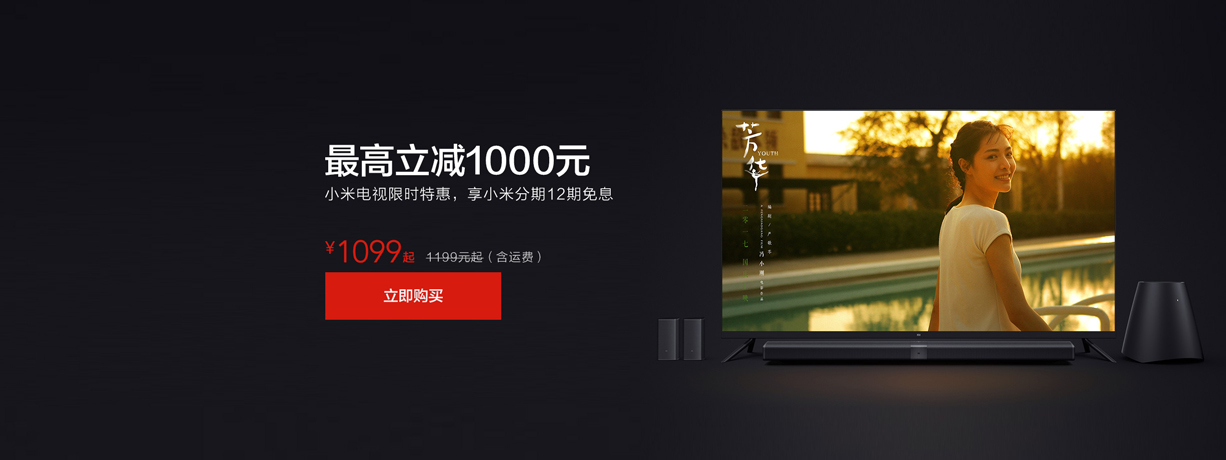 最高立减1000元
小米电视限时特惠，享小米分期12期免息
¥1099起 1199元起（含运费）
立即购买
芳华
YOUTH